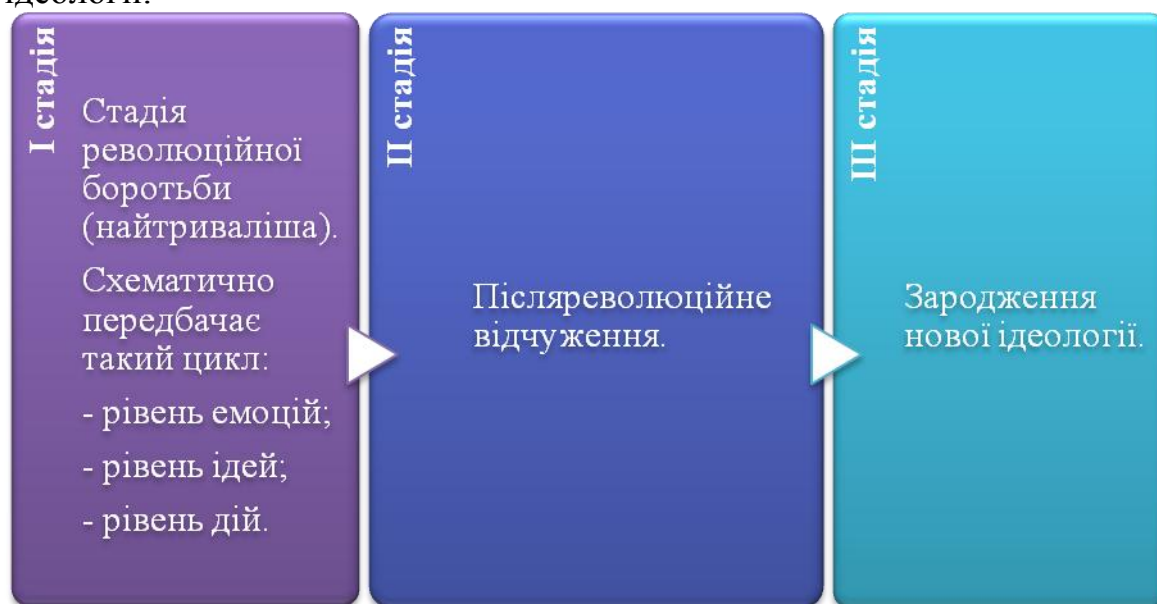 ідеології.
І стадія
Стадія
революційної
боротьби
(найтриваліша).
Схематично
передбачає
такий цикл:
- рівень емоцій;
- рівень ідей;
- рівень дій.
ІІ стадія
Післяреволюційне
відчуження.
ІІІ стадія
Зародження
нової ідеології.